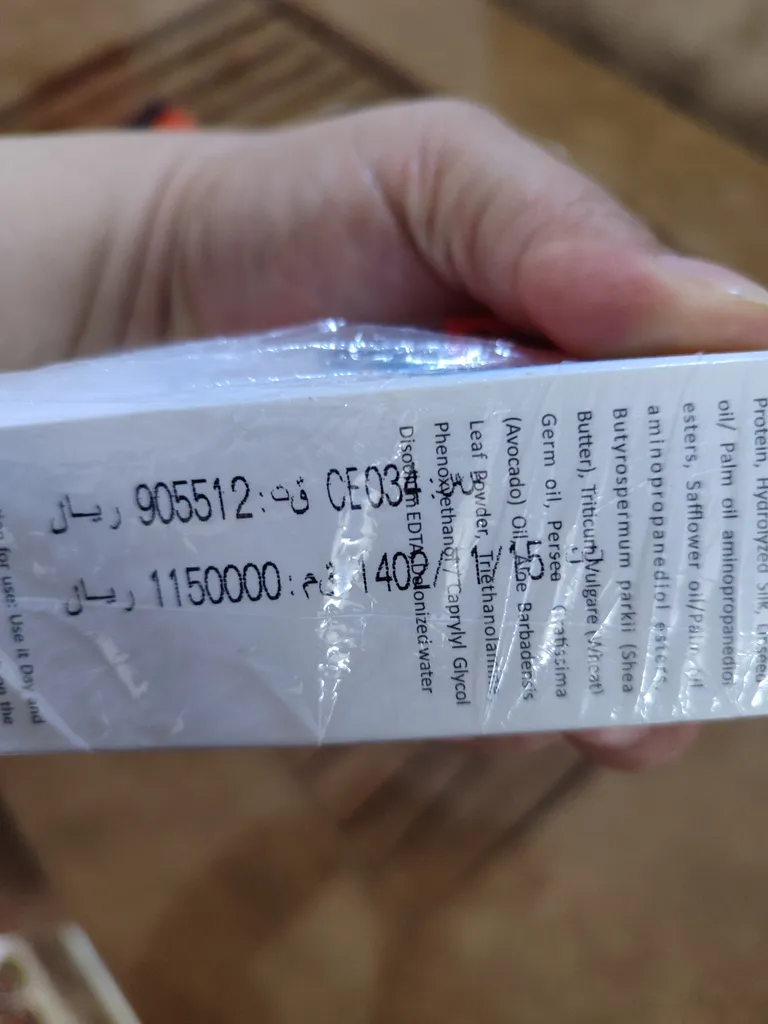 Protein, Hydrolyzed Silk,
oil/ Palm oil aminopropanediol
esters, Safflower oil/Palm oil
aminopropanediol esters,
Butyrospermum parkii (Shea
Butter), Triticum Vulgare (Wheat)
Germ oil, Persea Gratissima
(Avocado) Oil, Aloe Barbadensis
Leaf Powder, Triethanolamine,
Phenoxyethanol/ Caprylyl Glycol
Disodium EDTA, Deionized water
CE034 ق‌ت: 905512 ریال
ق‌م: 1150000 ریال
for use: Use it Day and
on the